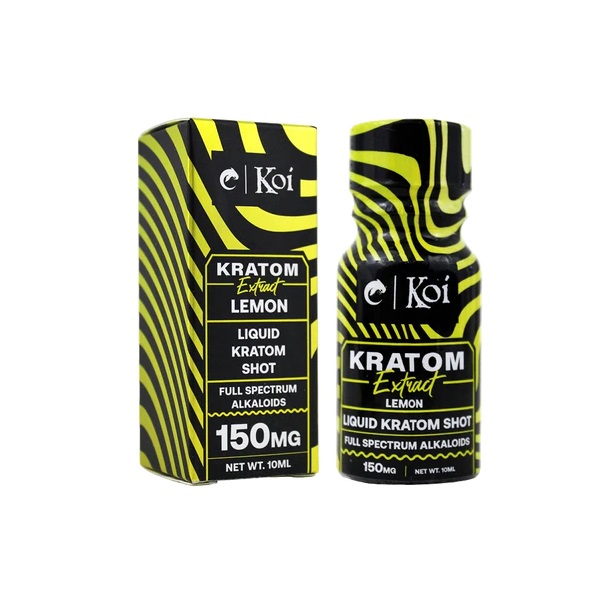 Koi
KRATOM
Extract
LEMON
LIQUID
KRATOM
SHOT
FULL SPECTRUM
ALKALOIDS
150MG
NET WT. 10ML
Koi
KRATOM
Extract
LEMON
LIQUID KRATOM SHOT
FULL SPECTRUM ALKALOIDS
150MG | NET WT. 10ML